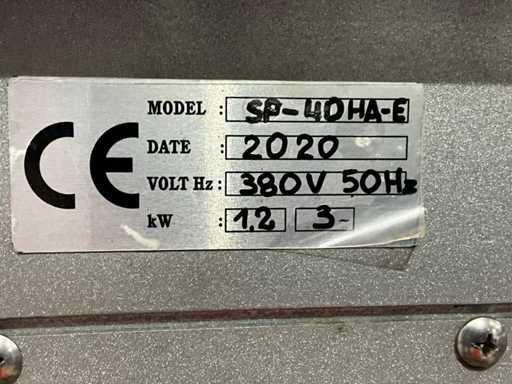 CE
MODEL : SP-40HA-E
DATE : 2020
VOLT Hz : 380V 50Hz
kW : 1.2 3~